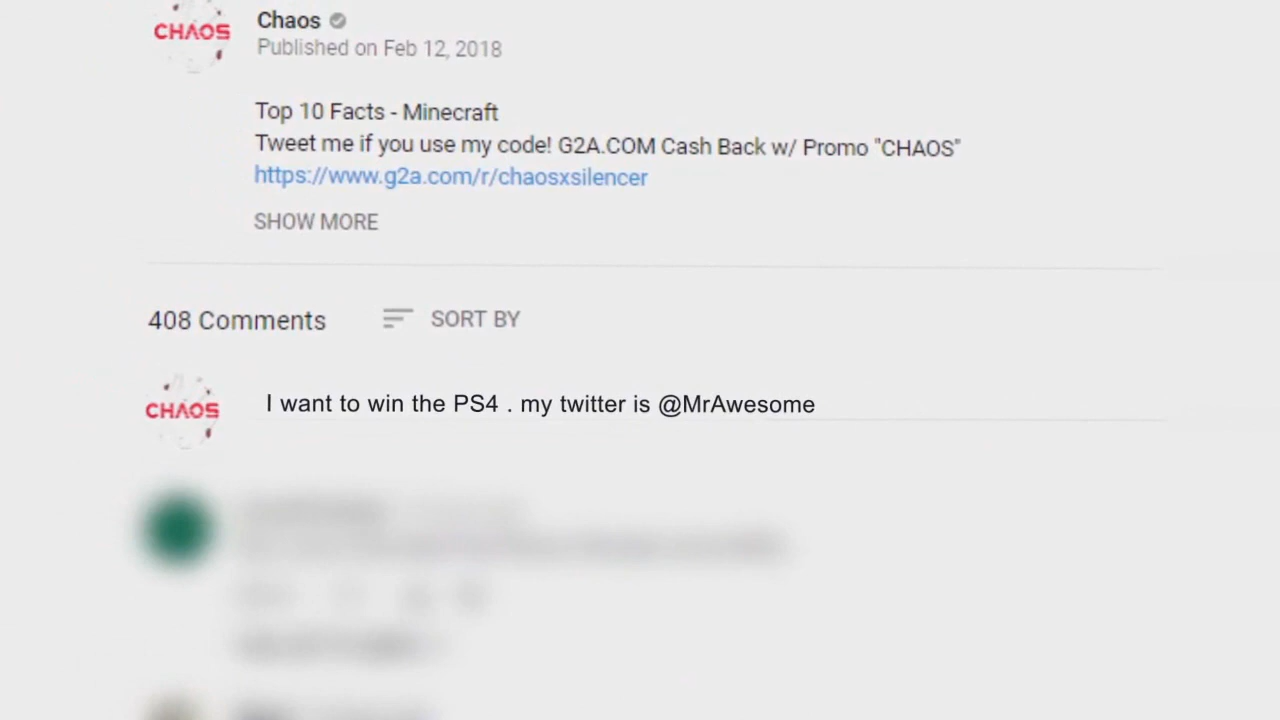 CHAOS
Chaos
Published on Feb 12, 2018
Top 10 Facts - Minecraft
Tweet me if you use my code! G2A.COM Cash Back w/ Promo "CHAOS"
https://www.g2a.com/r/chaosxsilencer
SHOW MORE
408 Comments SORT BY
CHAOS
I want to win the PS4 . my twitter is @MrAwesome